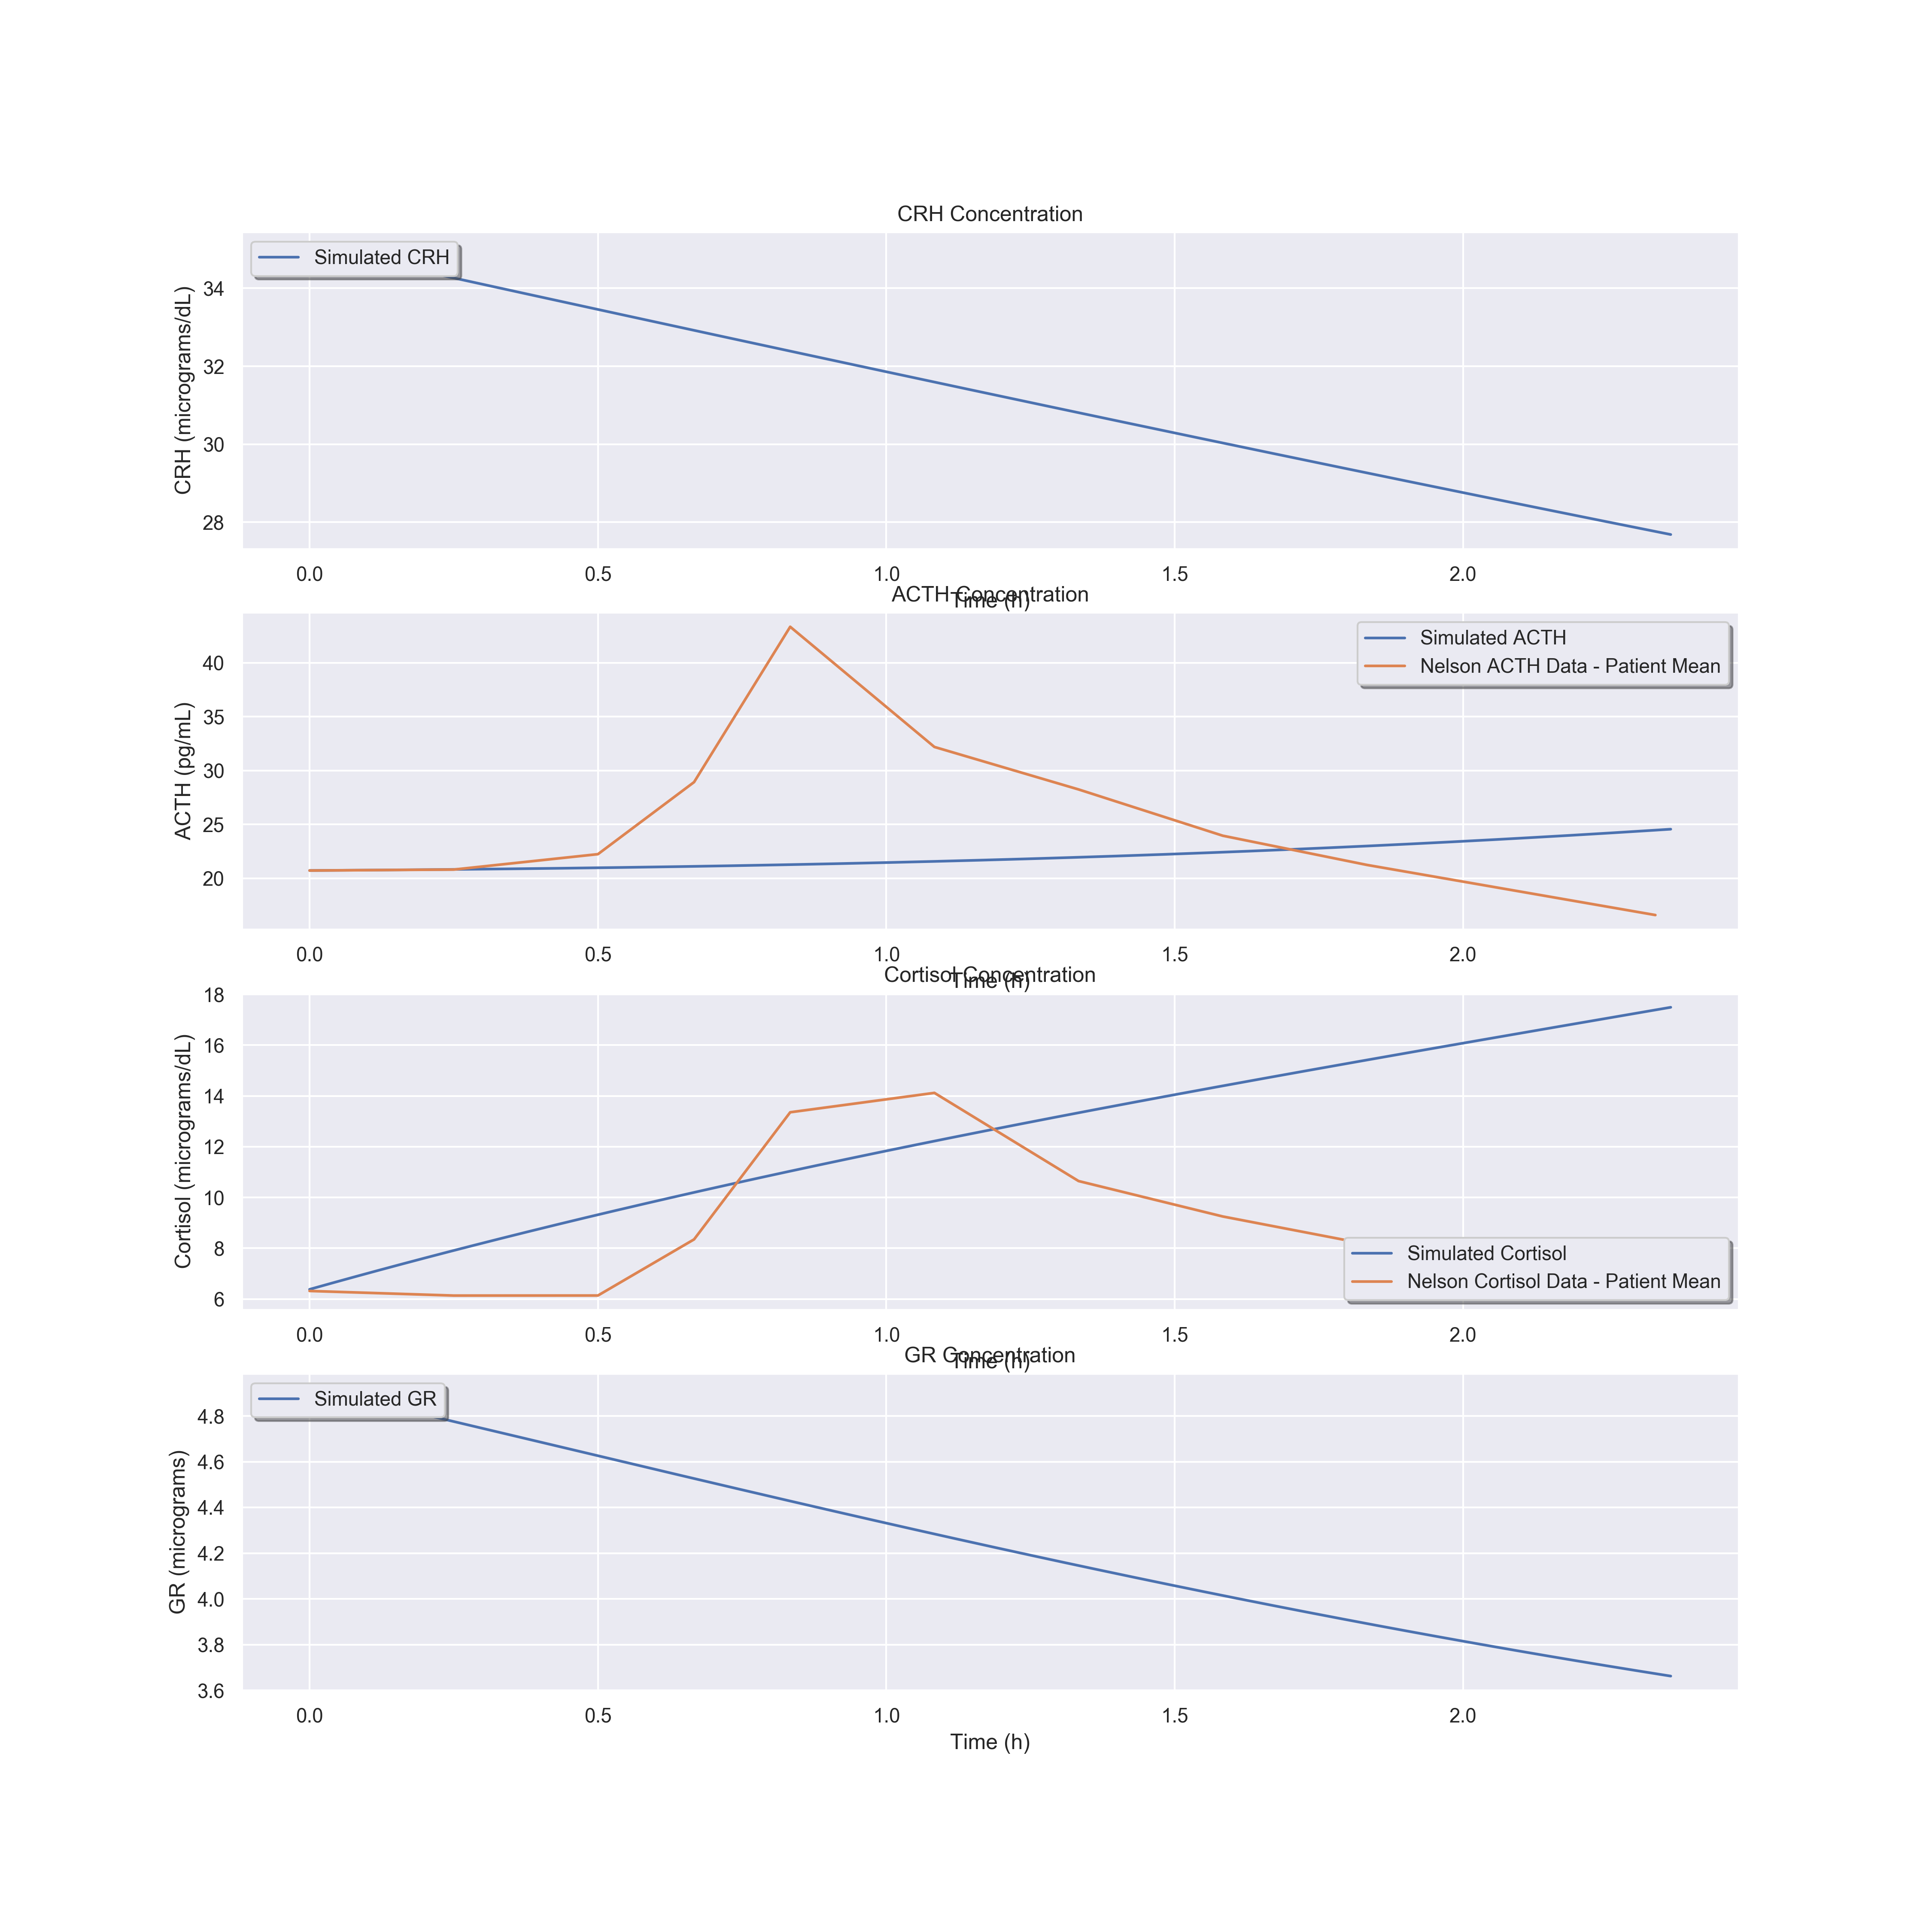 CRH Concentration
Simulated CRH
CRH (micrograms/dL)
34
32
30
28
0.0 0.5 1.0 1.5 2.0
Time (h)
ACTH Concentration
Simulated ACTH
Nelson ACTH Data - Patient Mean
ACTH (pg/mL)
40
35
30
25
20
0.0 0.5 1.0 1.5 2.0
Time (h)
Cortisol Concentration
Simulated Cortisol
Nelson Cortisol Data - Patient Mean
Cortisol (micrograms/dL)
18
16
14
12
10
8
6
0.0 0.5 1.0 1.5 2.0
Time (h)
GR Concentration
Simulated GR
GR (micrograms)
4.8
4.6
4.4
4.2
4.0
3.8
3.6
0.0 0.5 1.0 1.5 2.0
Time (h)